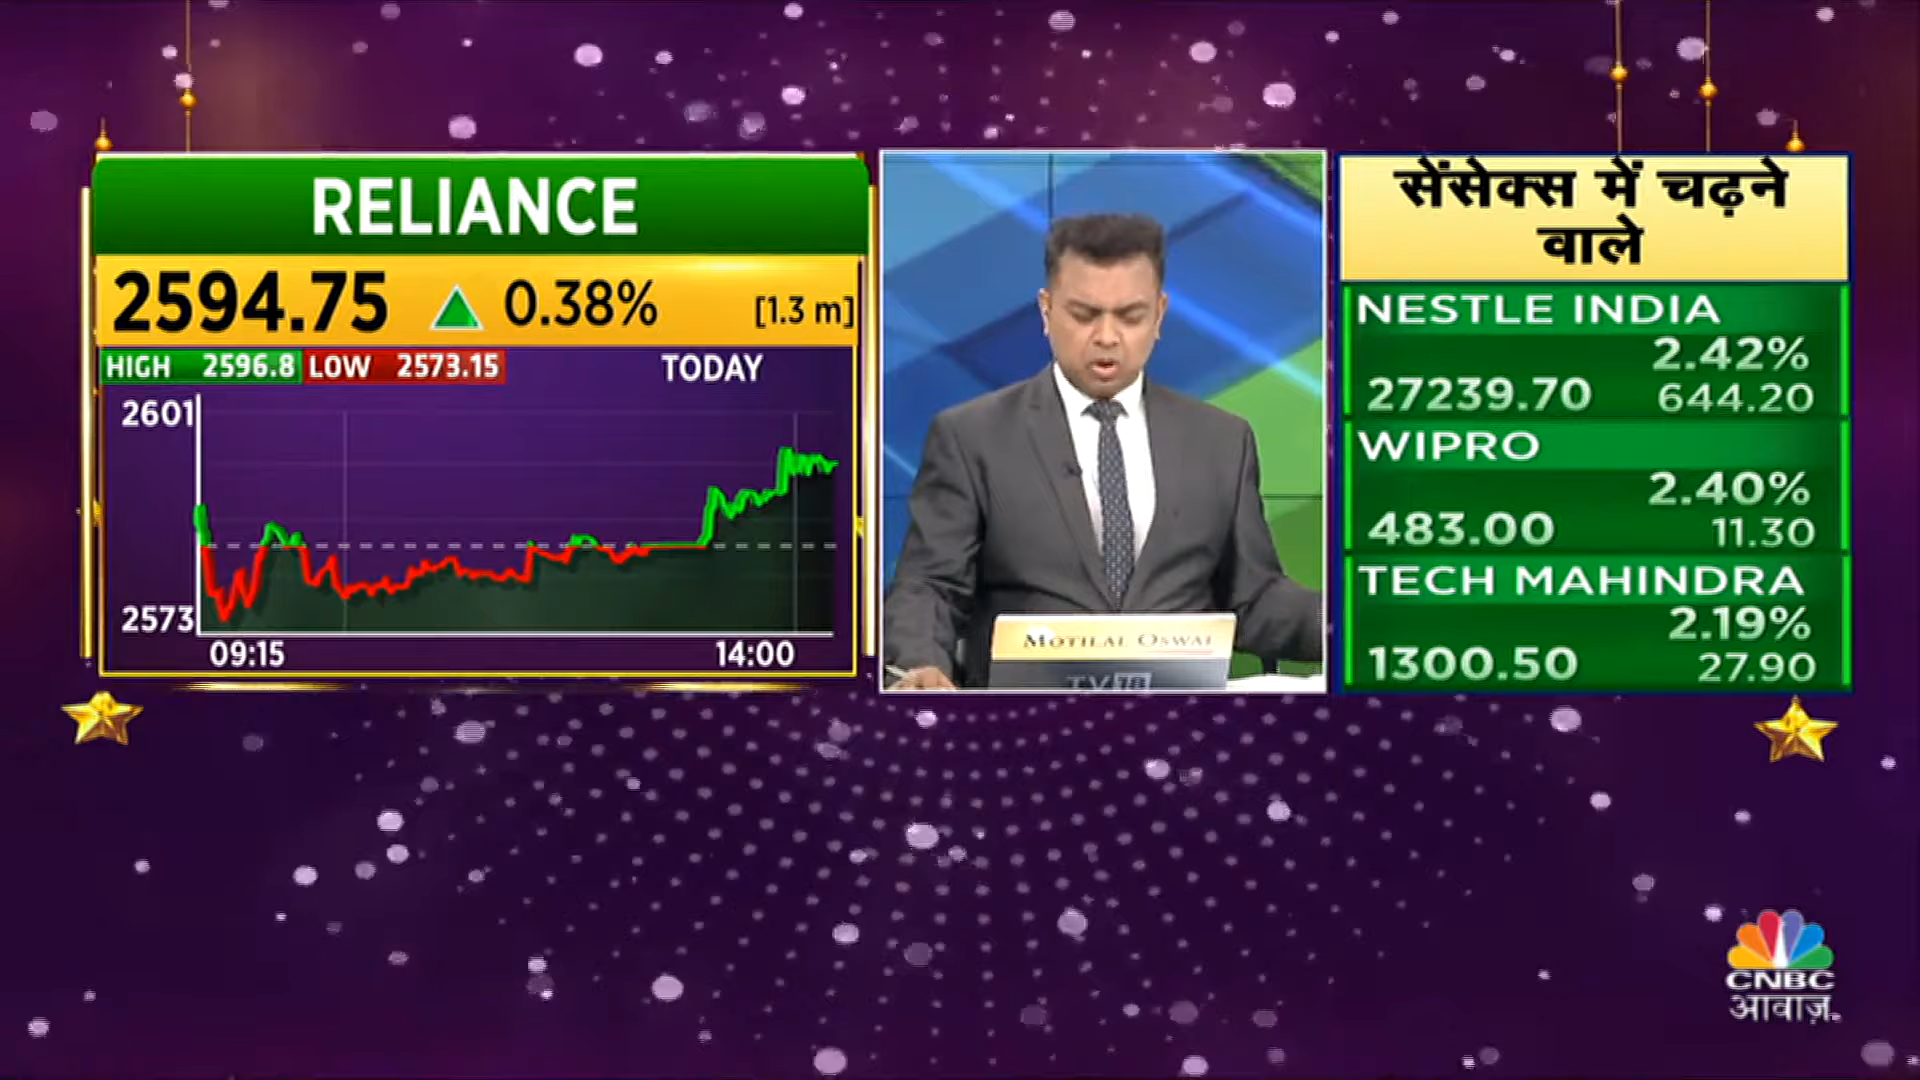 RELIANCE
2594.75 0.38% [1.3 m]
HIGH 2596.8 LOW 2573.15 TODAY
2601
2573
09:15 14:00
MOTILAL OSWAL
TV18
सेंसेक्स में चढ़ने
वाले
NESTLE INDIA
2.42%
27239.70 644.20
WIPRO
2.40%
483.00 11.30
TECH MAHINDRA
2.19%
1300.50 27.90
CNBC
आवाज़